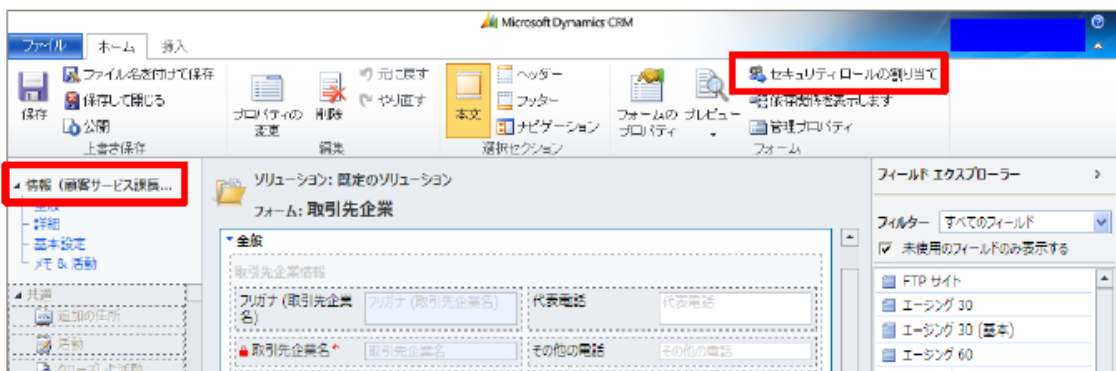 Microsoft Dynamics CRM
ファイル ホーム 挿入
保存
ファイル名を付けて保存
保存して閉じる
公開
上書き保存
プロパティの変更
削除
元に戻す
やり直す
編集
本文
ヘッダー
フッター
ナビゲーション
選択セクション
フォームのプロパティ
プレビュー
セキュリティ ロールの割り当て
依存関係を表示します
管理プロパティ
フォーム
情報 (顧客サービス課長...
全般
詳細
基本設定
メモ & 活動
共通
追加の住所
活動
クローズした活動
ソリューション: 既定のソリューション
フォーム: 取引先企業
全般
取引先企業情報
フリガナ (取引先企業名)
フリガナ (取引先企業名)
代表電話
代表電話
取引先企業名*
取引先企業名
その他の電話
その他の電話
フィールド エクスプローラー
フィルター すべてのフィールド
未使用のフィールドのみ表示する
FTP サイト
エージング 30
エージング 30 (基本)
エージング 60